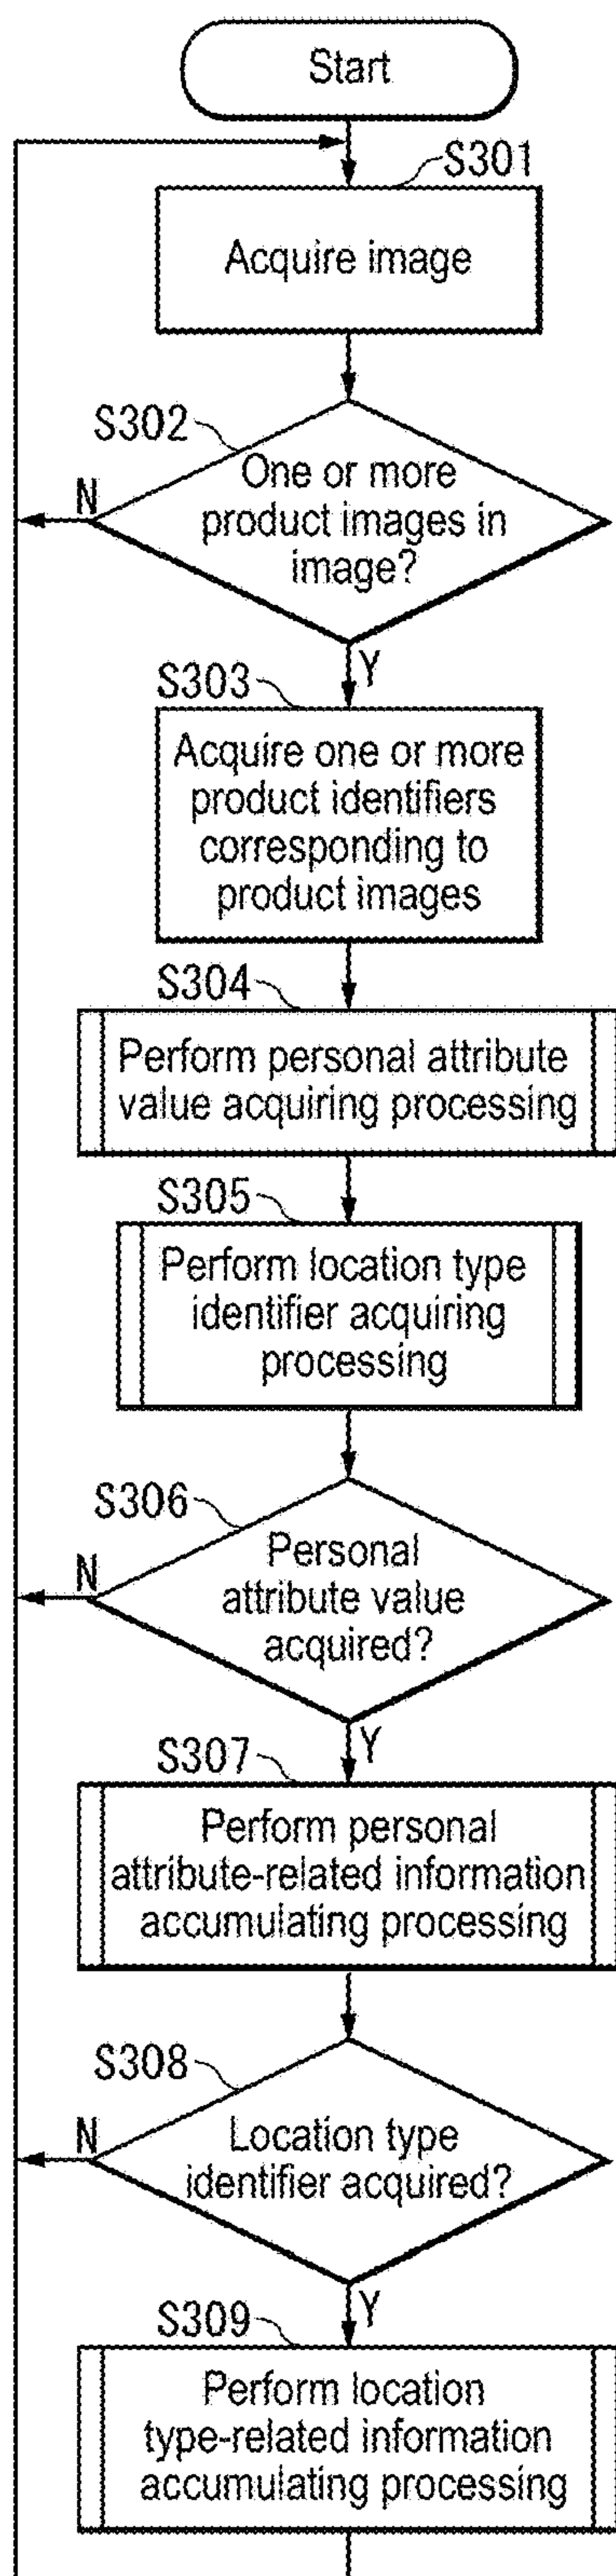 Start
S301
Acquire image
S302
One or more
product images in
image?
N
Y
S303
Acquire one or more
product identifiers
corresponding to
product images
S304
Perform personal attribute
value acquiring processing
S305
Perform location type
identifier acquiring
processing
S306
Personal
attribute value
acquired?
N
Y
S307
Perform personal
attribute-related information
accumulating processing
S308
Location type
identifier acquired?
N
Y
S309
Perform location
type-related information
accumulating processing